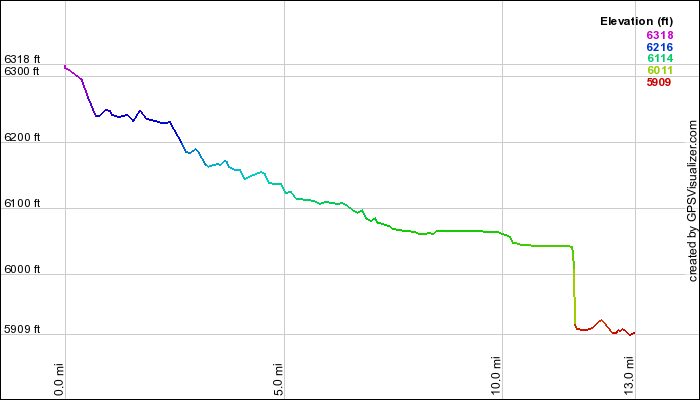 Elevation (ft)
6318
6216
6114
6011
5909
6318 ft
6300 ft
6200 ft
6100 ft
6000 ft
5909 ft
0.0 mi
5.0 mi
10.0 mi
13.0 mi
created by GPSVisualizer.com